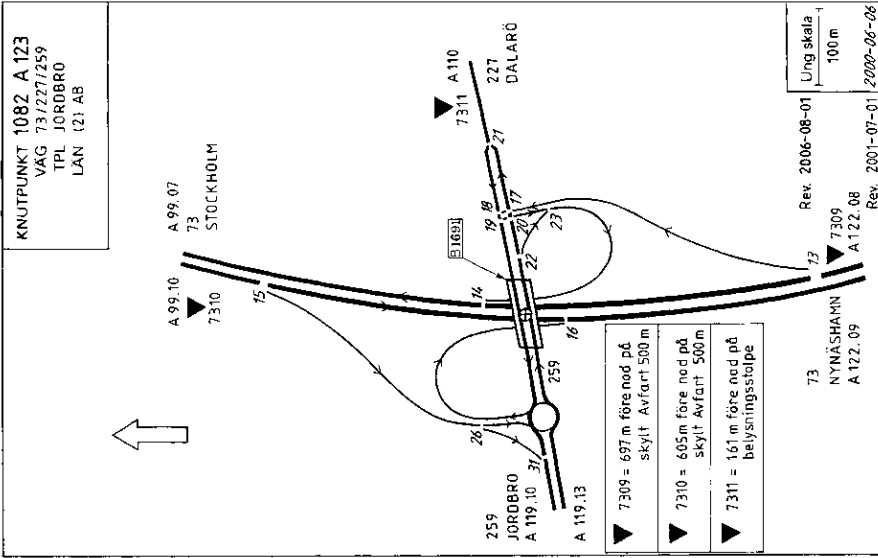 KNUTPUNKT 1082 A 123
VÄG 73/227/259
TPL JORDBRO
LÄN (2) AB
A 99.07
73
STOCKHOLM
A 99.10
7310
15
7311
A 110
227
DALARÖ
21
19
18
17
20
23
22
B1691
14
16
13
26
31
259
259
JORDBRO
A 119.10
A 119.13
73
NYNÄSHAMN
A 122.09
7309
A 122.08
7309 = 697 m före nod på
skylt Avfart 500 m
7310 = 605m före nod på
skylt Avfart 500 m
7311 = 161 m före nod på
belysningsstolpe
Ung skala
100 m
Rev. 2006-08-01
Rev. 2001-07-01
2000-06-06